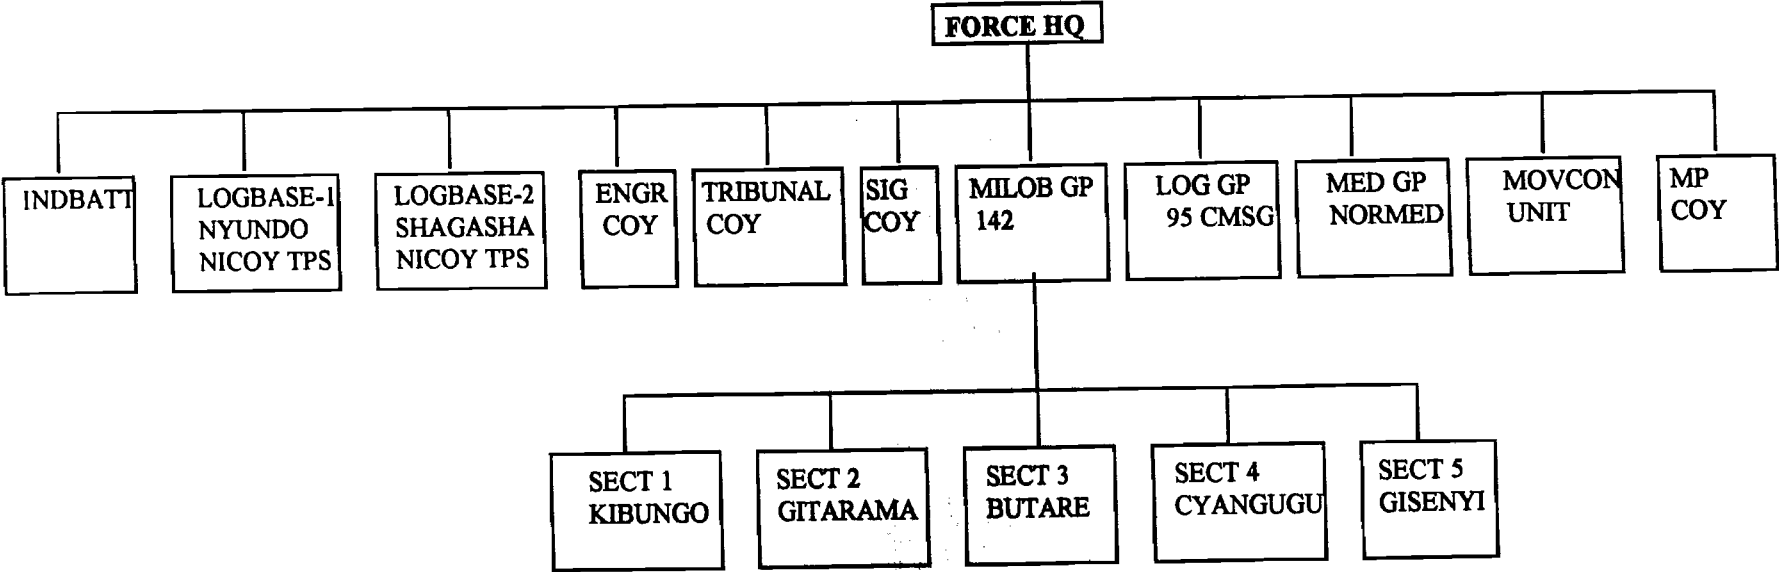 FORCE HQ
INDBATT
LOGBASE-1
NYUNDO
NICOY TPS
LOGBASE-2
SHAGASHA
NICOY TPS
ENGR
COY
TRIBUNAL
COY
SIG
COY
MILOB GP
142
LOG GP
95 CMSG
MED GP
NORMED
MOVCON
UNIT
MP
COY
SECT 1
KIBUNGO
SECT 2
GITARAMA
SECT 3
BUTARE
SECT 4
CYANGUGU
SECT 5
GISENYI